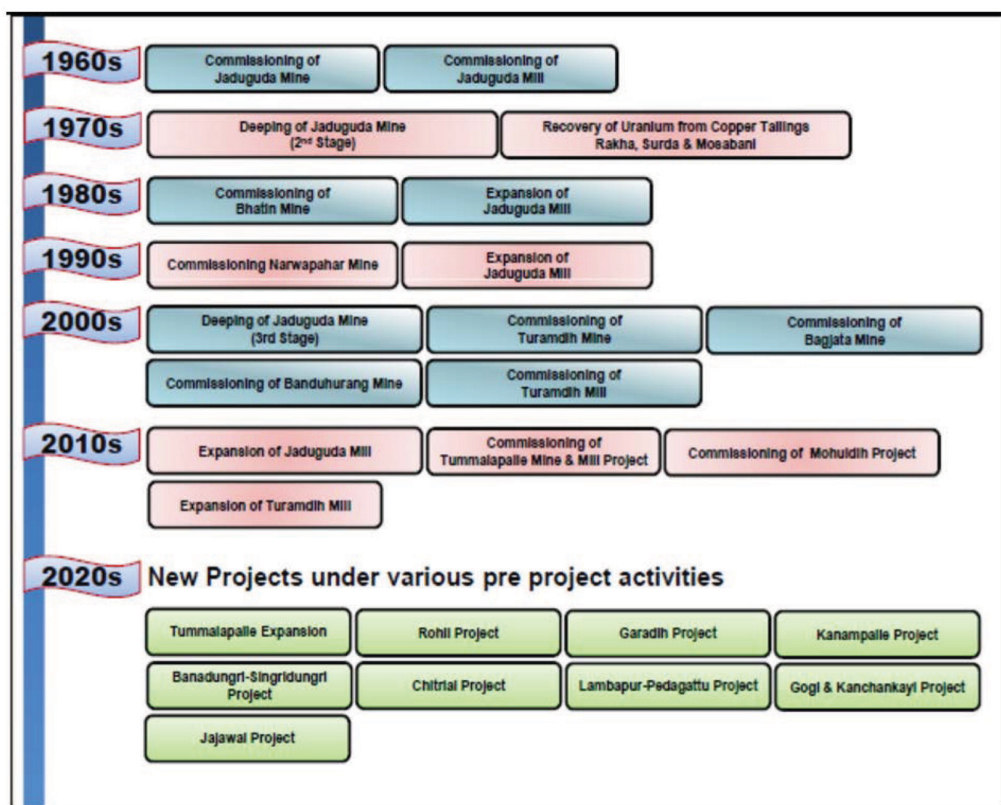 1960s
Commissioning of
Jaduguda Mine
Commissioning of
Jaduguda Mill
1970s
Deeping of Jaduguda Mine
(2nd Stage)
Recovery of Uranium from Copper Tailings
Rakha, Surda & Mosabani
1980s
Commissioning of
Bhatin Mine
Expansion of
Jaduguda Mill
1990s
Commissioning Narwapahar Mine
Expansion of
Jaduguda Mill
2000s
Deeping of Jaduguda Mine
(3rd Stage)
Commissioning of
Turamdih Mine
Commissioning of
Bagjata Mine
Commissioning of Banduhurang Mine
Commissioning of
Turamdih Mill
2010s
Expansion of Jaduguda Mill
Commissioning of
Tummalapalle Mine & Mill Project
Commissioning of Mohuldih Project
Expansion of Turamdih Mill
2020s
New Projects under various pre project activities
Tummalapalle Expansion
Rohil Project
Garadih Project
Kanampalle Project
Banadungri-Singridungri
Project
Chitrial Project
Lambapur-Pedagattu Project
Gogi & Kanchankayi Project
Jajawal Project